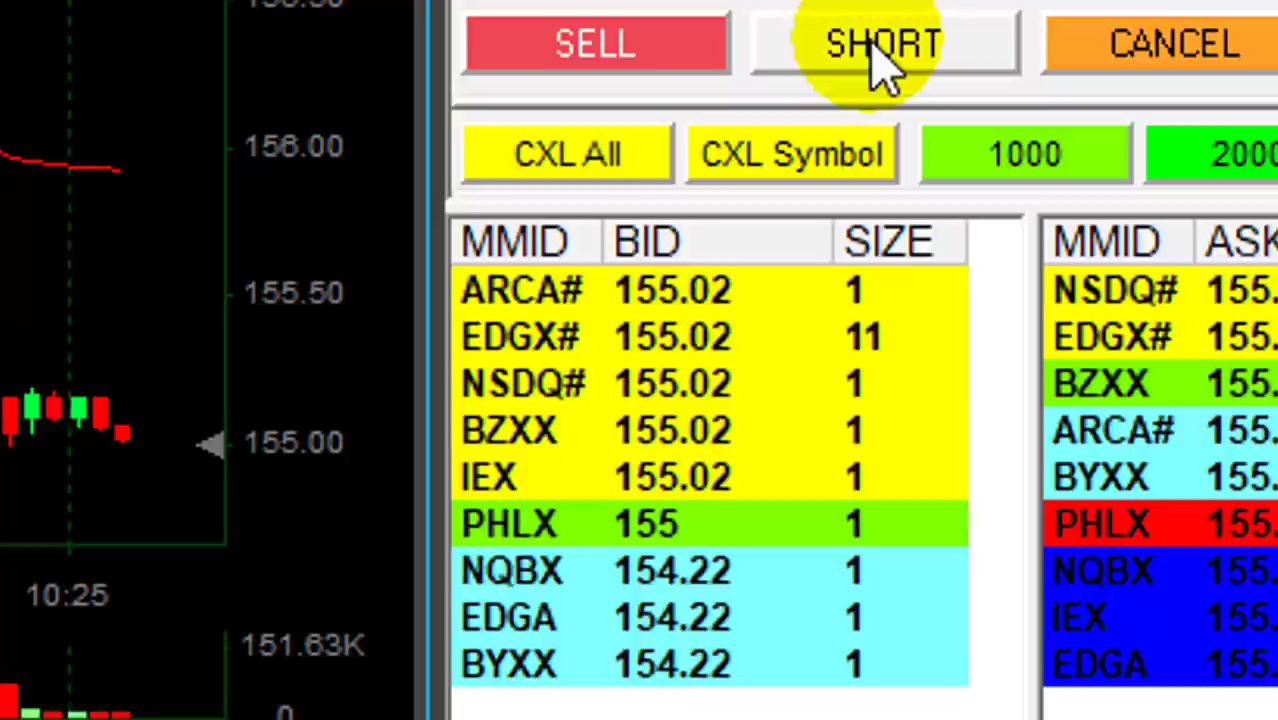 SELL SHORT CANCEL
156.00
CXL All CXL Symbol 1000 2000
MMID BID SIZE MMID ASK
155.50
ARCA# 155.02 1 NSDQ# 155.
EDGX# 155.02 11 EDGX# 155.
NSDQ# 155.02 1 BZXX 155.
155.00
BZXX 155.02 1 ARCA# 155.
IEX 155.02 1 BYXX 155.
PHLX 155 1 PHLX 155.
NQBX 154.22 1 NQBX 155.
10:25
EDGA 154.22 1 IEX 155.
151.63K
BYXX 154.22 1 EDGA 155.
0